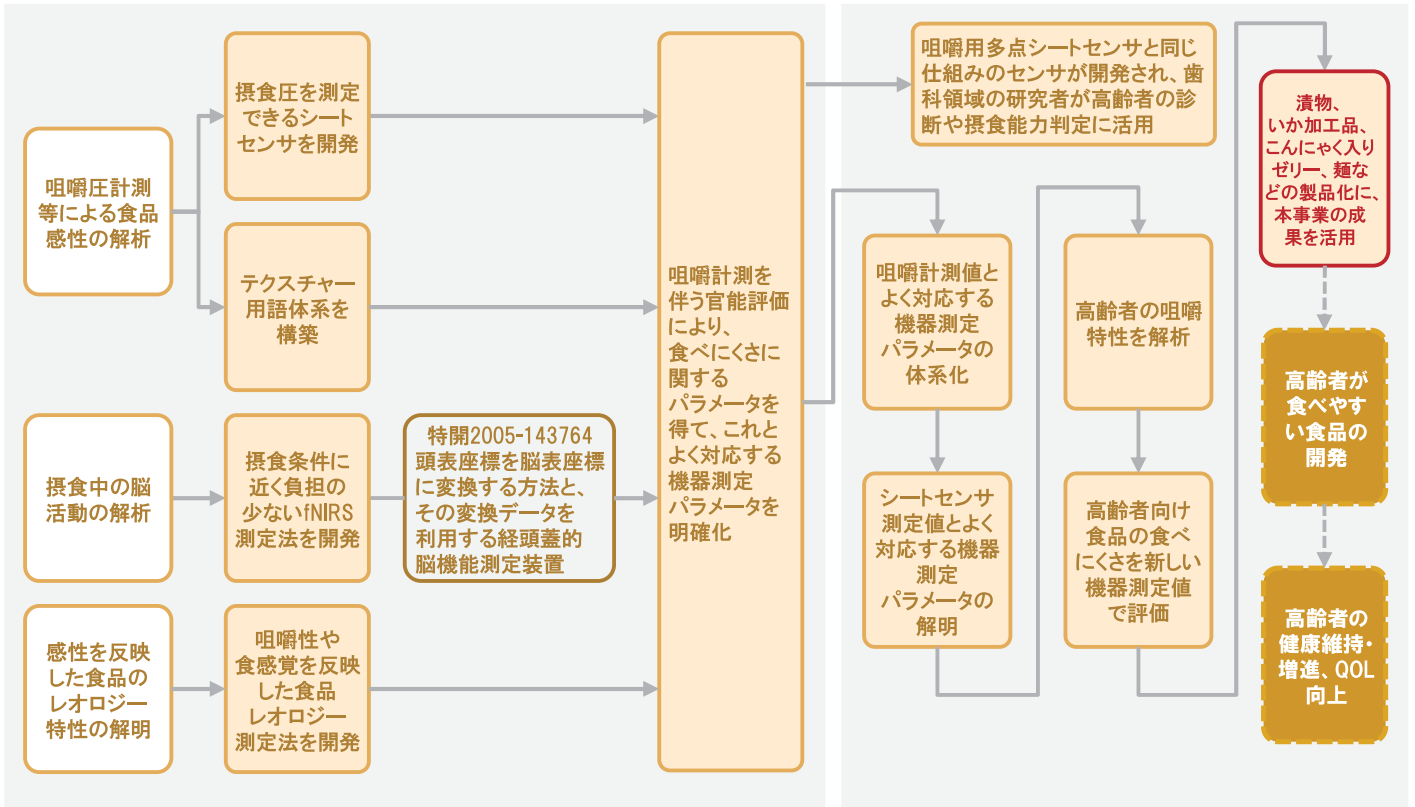 咀嚼圧計測
等による食品
感性の解析
摂食圧を測定
できるシート
センサを開発
テクスチャー
用語体系を
構築
摂食中の脳
活動の解析
摂食条件に
近く負担の
少ないfNIRS
測定法を開発
特開2005-143764
頭表座標を脳表座標
に変換する方法と、
その変換データを
利用する経頭蓋的
脳機能測定装置
感性を反映
した食品の
レオロジー
特性の解明
咀嚼性や
食感覚を反映
した食品
レオロジー
測定法を開発
咀嚼計測を
伴う官能評価
により、
食べにくさに
関する
パラメータを
得て、これと
よく対応する
機器測定
パラメータを
明確化
咀嚼用多点シートセンサと同じ
仕組みのセンサが開発され、歯
科領域の研究者が高齢者の診
断や摂食能力判定に活用
咀嚼計測値と
よく対応する
機器測定
パラメータの
体系化
シートセンサ
測定値とよく
対応する機器
測定
パラメータの
解明
高齢者の咀嚼
特性を解析
高齢者向け
食品の食べ
にくさを新しい
機器測定値
で評価
漬物、
いか加工品、
こんにゃく入り
ゼリー、麺な
どの製品化に、
本事業の成
果を活用
高齢者が
食べやす
い食品の
開発
高齢者の
健康維持・
増進、QOL
向上